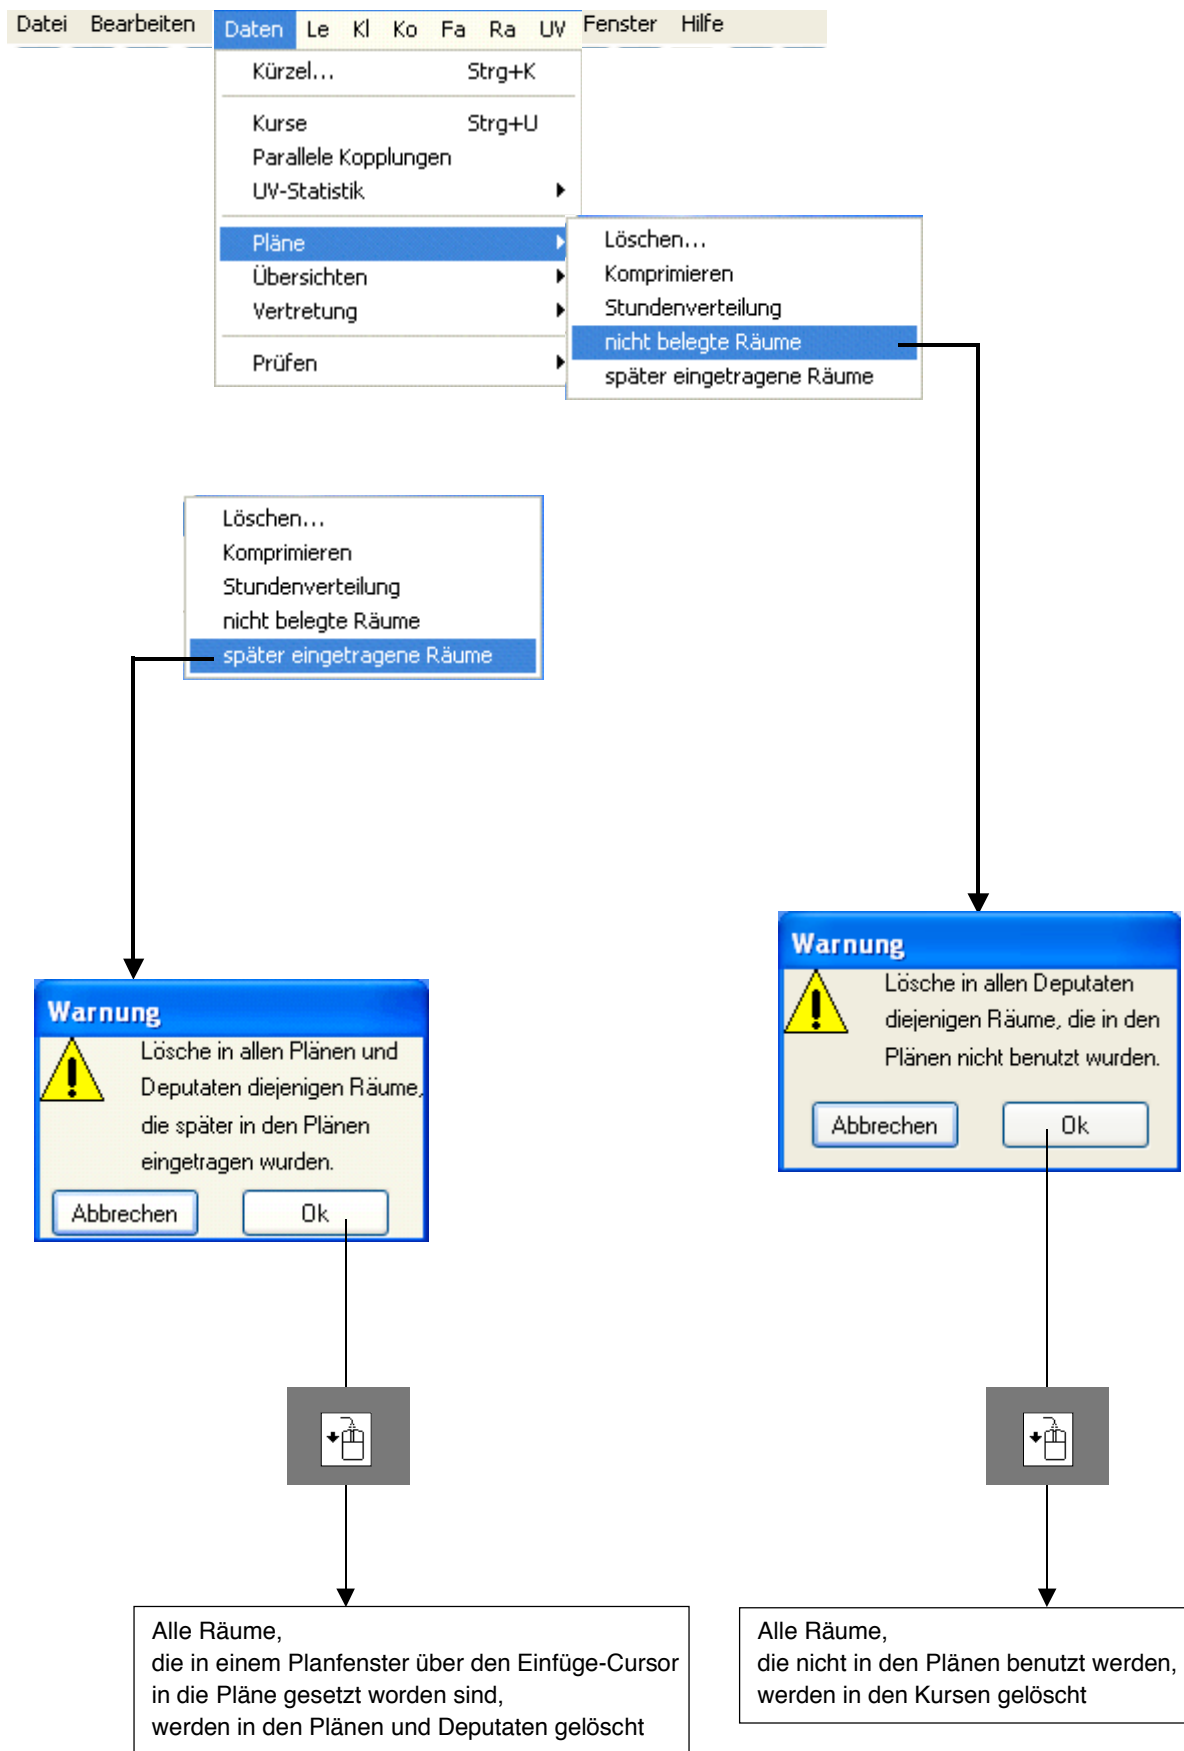 Datei Bearbeiten Daten Le Kl Ko Fa Ra UV Fenster Hilfe
Kürzel... Strg+K
Kurse Strg+U
Parallele Kopplungen
UV-Statistik
Pläne
Übersichten
Vertretung
Prüfen
Löschen...
Komprimieren
Stundenverteilung
nicht belegte Räume
später eingetragene Räume
Löschen...
Komprimieren
Stundenverteilung
nicht belegte Räume
später eingetragene Räume
Warnung
Lösche in allen Deputaten
diejenigen Räume, die in den
Plänen nicht benutzt wurden.
Abbrechen Ok
Warnung
Lösche in allen Plänen und
Deputaten diejenigen Räume,
die später in den Plänen
eingetragen wurden.
Abbrechen Ok
Alle Räume,
die in einem Planfenster über den Einfüge-Cursor
in die Pläne gesetzt worden sind,
werden in den Plänen und Deputaten gelöscht
Alle Räume,
die nicht in den Plänen benutzt werden,
werden in den Kursen gelöscht